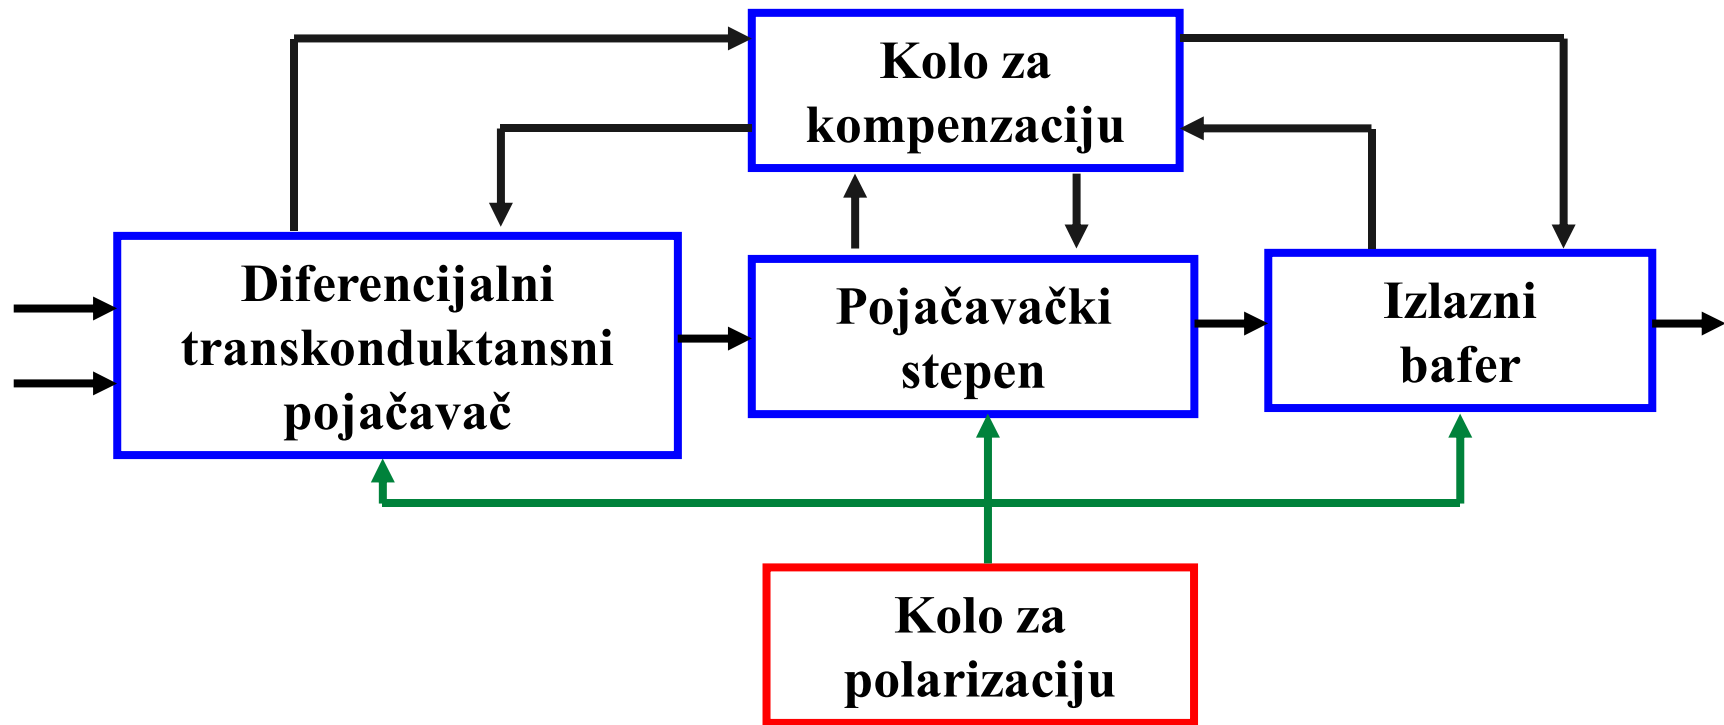 Kolo za
kompenzaciju
Diferencijalni
transkonduktansni
pojačavač
Pojačavački
stepen
Izlazni
bafer
Kolo za
polarizaciju